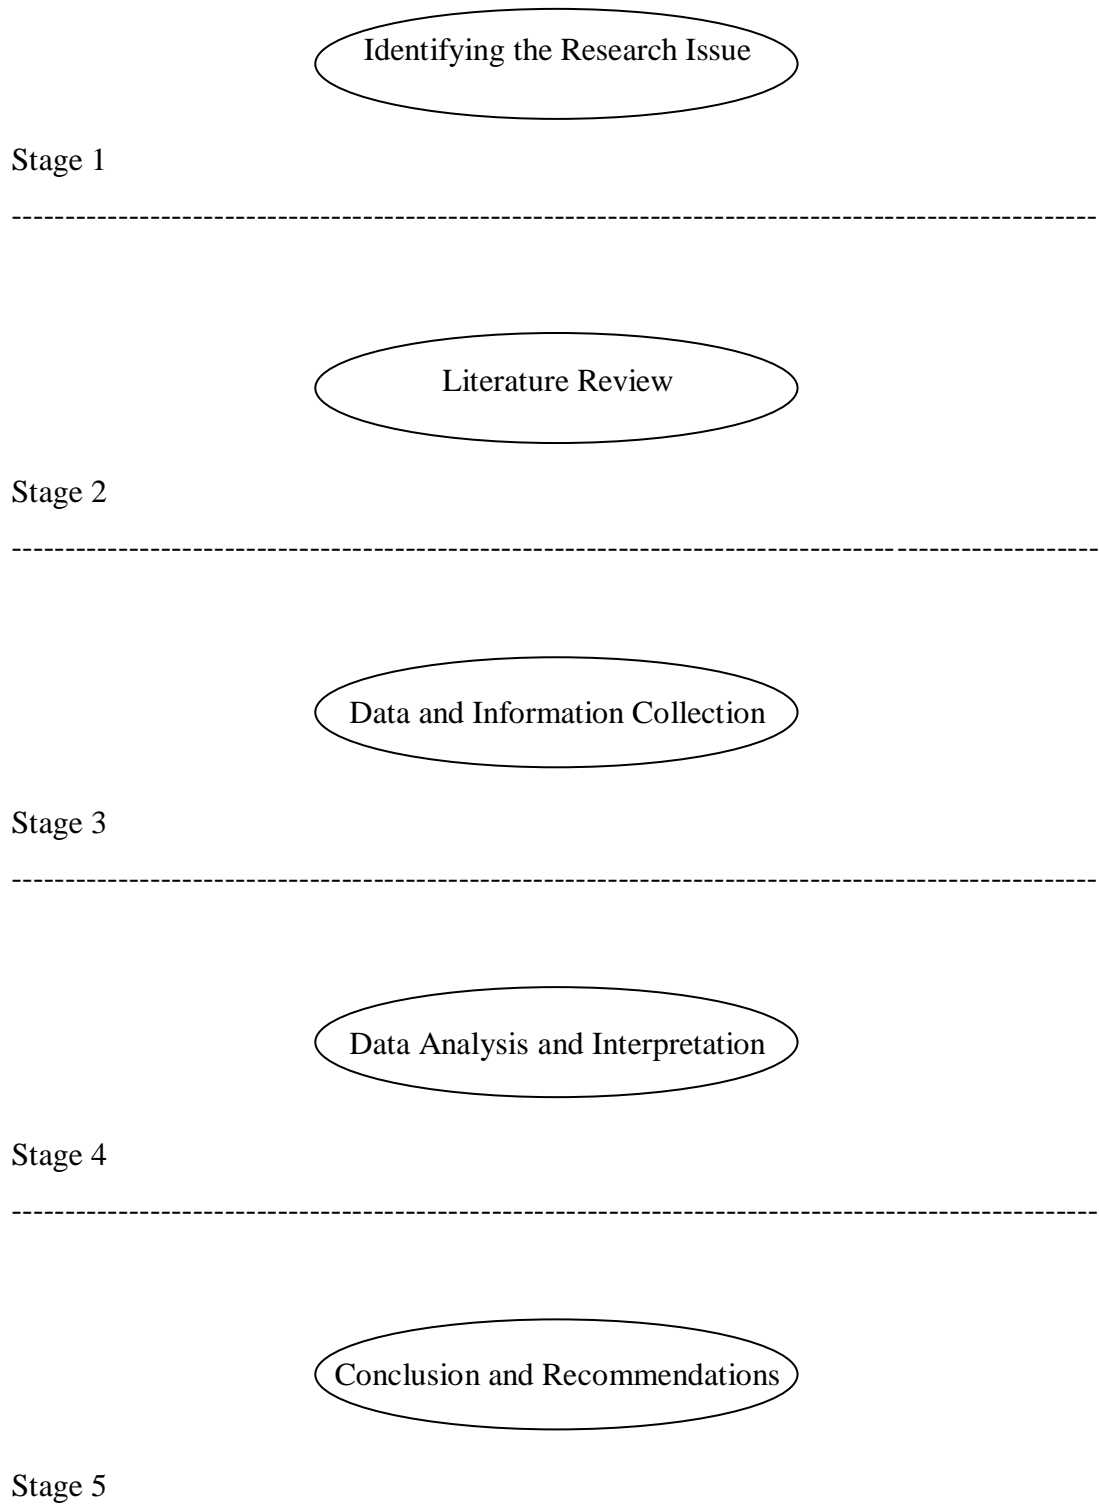 Identifying the Research Issue
Stage 1
Literature Review
Stage 2
Data and Information Collection
Stage 3
Data Analysis and Interpretation
Stage 4
Conclusion and Recommendations
Stage 5